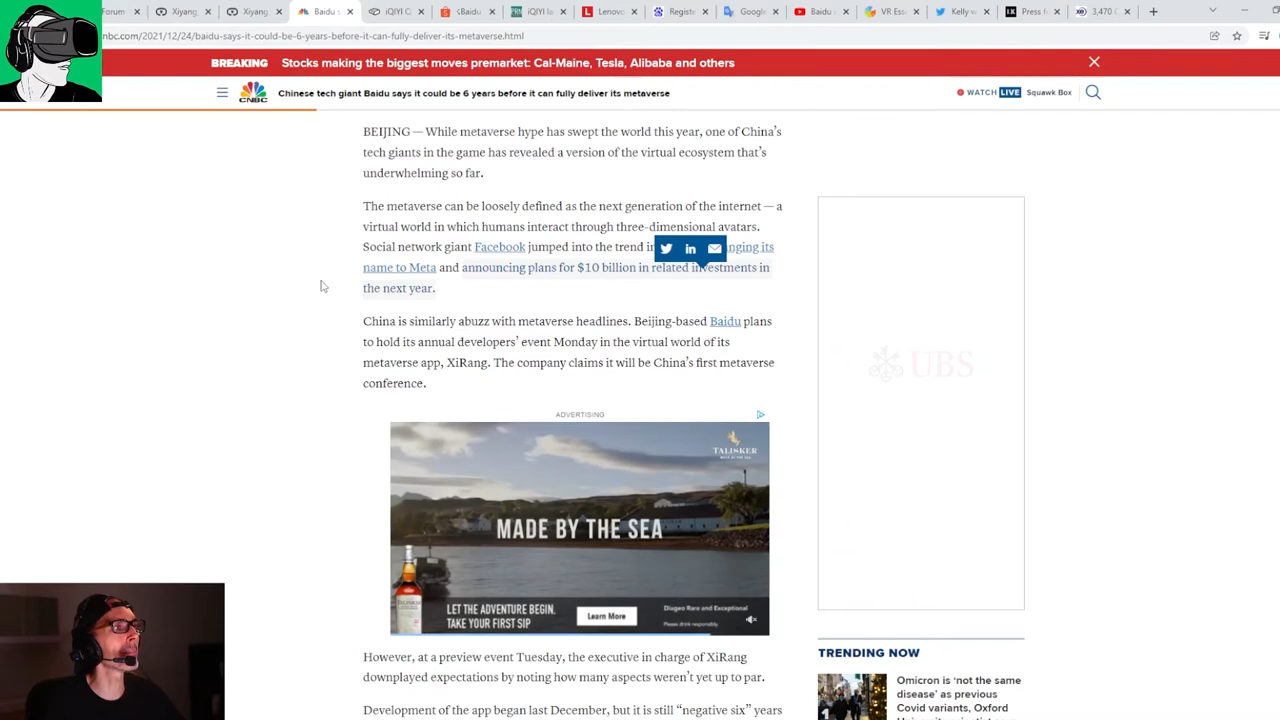 Forum
Xiyang
Xiyang
Baidu s
iQIYI C
Baidu
iQIYI la
Lenovo
Registe
Google
Baidu s
VR Ess
Kelly w
Press f
3,470 (
nbc.com/2021/12/24/baidu-says-it-could-be-6-years-before-it-can-fully-deliver-its-metaverse.html
BREAKING Stocks making the biggest moves premarket: Cal-Maine, Tesla, Alibaba and others
CNBC Chinese tech giant Baidu says it could be 6 years before it can fully deliver its metaverse WATCH LIVE Squawk Box
BEIJING — While metaverse hype has swept the world this year, one of China’s
tech giants in the game has revealed a version of the virtual ecosystem that’s
underwhelming so far.
The metaverse can be loosely defined as the next generation of the internet — a
virtual world in which humans interact through three-dimensional avatars.
Social network giant Facebook jumped into the trend in nging its
name to Meta and announcing plans for $10 billion in related investments in
the next year.
China is similarly abuzz with metaverse headlines. Beijing-based Baidu plans
to hold its annual developers’ event Monday in the virtual world of its
metaverse app, XiRang. The company claims it will be China’s first metaverse
conference.
UBS
ADVERTISING
TALISKER
MADE BY THE SEA
LET THE ADVENTURE BEGIN.
TAKE YOUR FIRST SIP
Learn More
Diageo Rare and Exceptional
Please drink responsibly.
However, at a preview event Tuesday, the executive in charge of XiRang
downplayed expectations by noting how many aspects weren’t yet up to par.
Development of the app began last December, but it is still “negative six” years
TRENDING NOW
1
Omicron is ‘not the same
disease’ as previous
Covid variants, Oxford